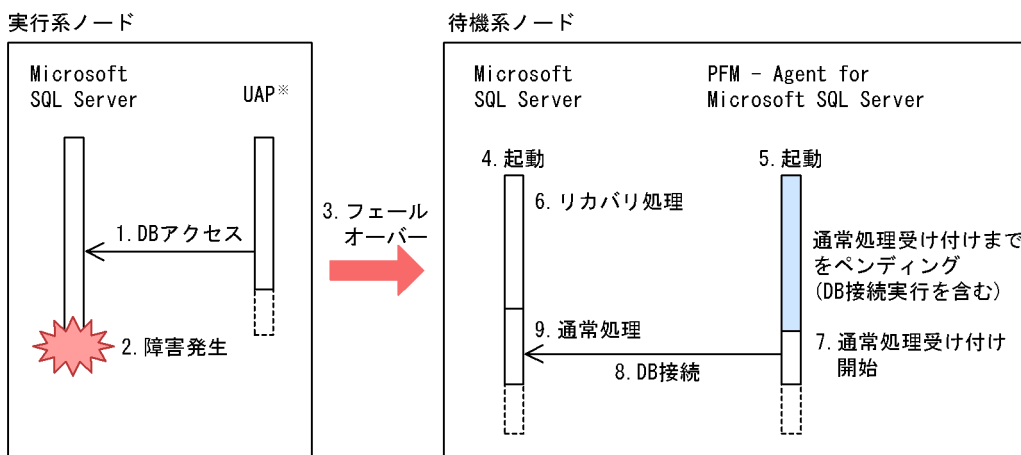 実行系ノード
Microsoft
SQL Server
UAP※
1.DBアクセス
2.障害発生
3.フェール
オーバー
待機系ノード
Microsoft
SQL Server
PFM - Agent for
Microsoft SQL Server
4.起動
5.起動
6.リカバリ処理
通常処理受け付けまで
をペンディング
(DB接続実行を含む)
9.通常処理
7.通常処理受け付け
開始
8.DB接続